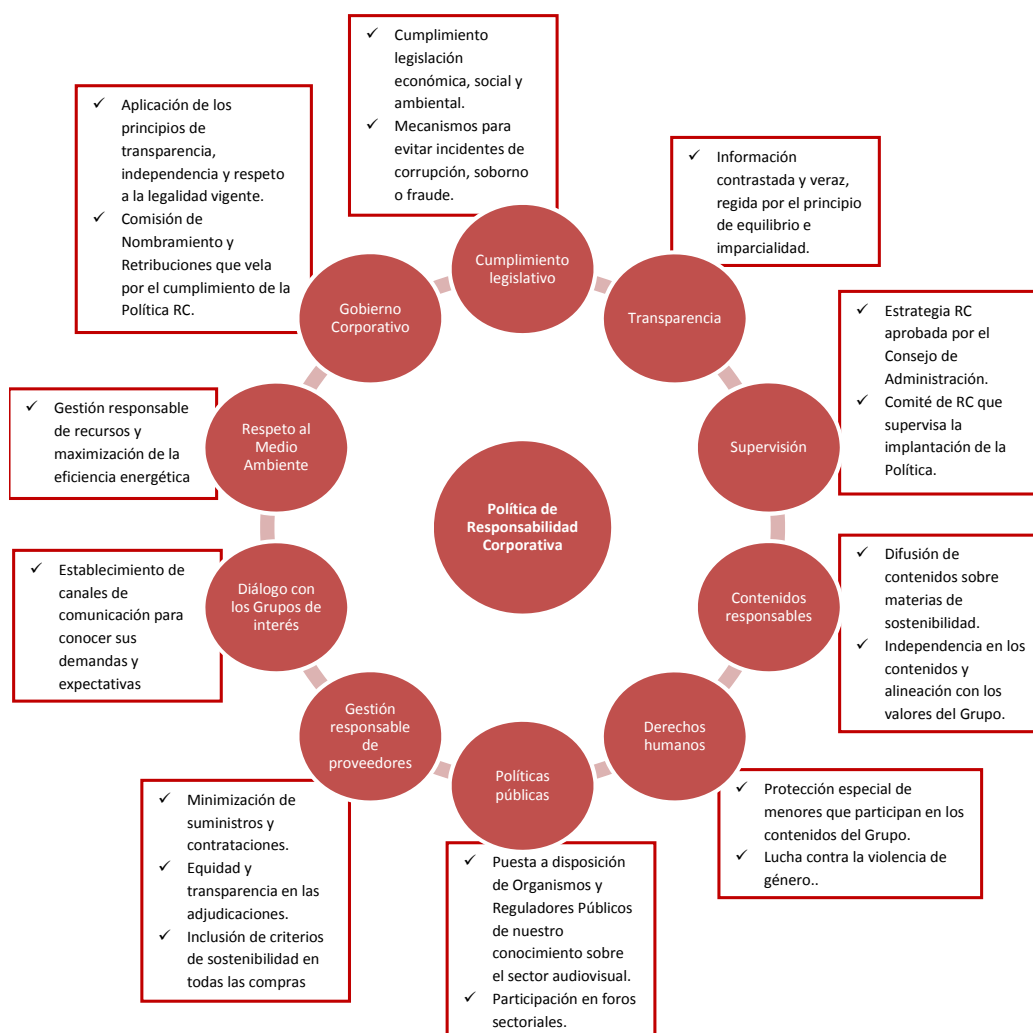 ✓ Cumplimiento
legislación
económica, social y
ambiental.
✓ Mecanismos para
evitar incidentes de
corrupción, soborno
o fraude.
✓ Aplicación de los
principios de
transparencia,
independencia y respeto
a la legalidad vigente.
✓ Comisión de
Nombramiento y
Retribuciones que vela
por el cumplimiento de la
Política RC.
✓ Información
contrastada y veraz,
regida por el principio
de equilibrio e
imparcialidad.
Cumplimiento
legislativo
Gobierno
Corporativo
Transparencia
✓ Estrategia RC
aprobada por el
Consejo de
Administración.
✓ Comité de RC que
supervisa la
implantación de la
Política.
✓ Gestión responsable
de recursos y
maximización de la
eficiencia energética
Respeto al
Medio
Ambiente
Supervisión
Política de
Responsabilidad
Corporativa
✓ Establecimiento de
canales de
comunicación para
conocer sus
demandas y
expectativas
Diálogo con
los Grupos de
interés
Contenidos
responsables
✓ Difusión de
contenidos sobre
materias de
sostenibilidad.
✓ Independencia en los
contenidos y
alineación con los
valores del Grupo.
Gestión
responsable
de
proveedores
Políticas
públicas
Derechos
humanos
✓ Minimización de
suministros y
contrataciones.
✓ Equidad y
transparencia en las
adjudicaciones.
✓ Inclusión de criterios
de sostenibilidad en
todas las compras
✓ Puesta a disposición
de Organismos y
Reguladores Públicos
de nuestro
conocimiento sobre
el sector audiovisual.
✓ Participación en foros
sectoriales.
✓ Protección especial de
menores que participan en los
contenidos del Grupo.
✓ Lucha contra la violencia de
género..